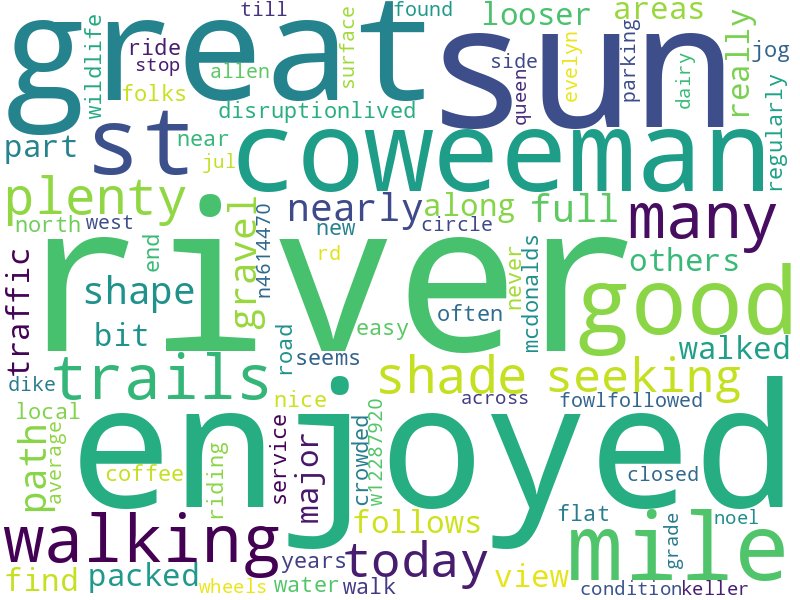 great
sun
till
found
looser
areas
wildlife
ride
stop
surface
side
queen
evelyn
parking
really
jog
allen
folks
dairy
disruptionlived
part
st
near
jul
coweeman
regularly
plenty
north
west
nearly
along
full
many
gravel
n4614470
new
circle
rd
river
end
never
mcdonalds
others
good
traffic
shape
bit
often
easy
road
seems
walked
trails
dike
nice
shade
seeking
across
fowlfollowed
local
path
average
enjoyed
coffee
riding
service
major
crowded
w12287920
closed
walking
follows
flat
noel
mile
grade
today
years
find
packed
wheels
water
walk
view
condition
keller